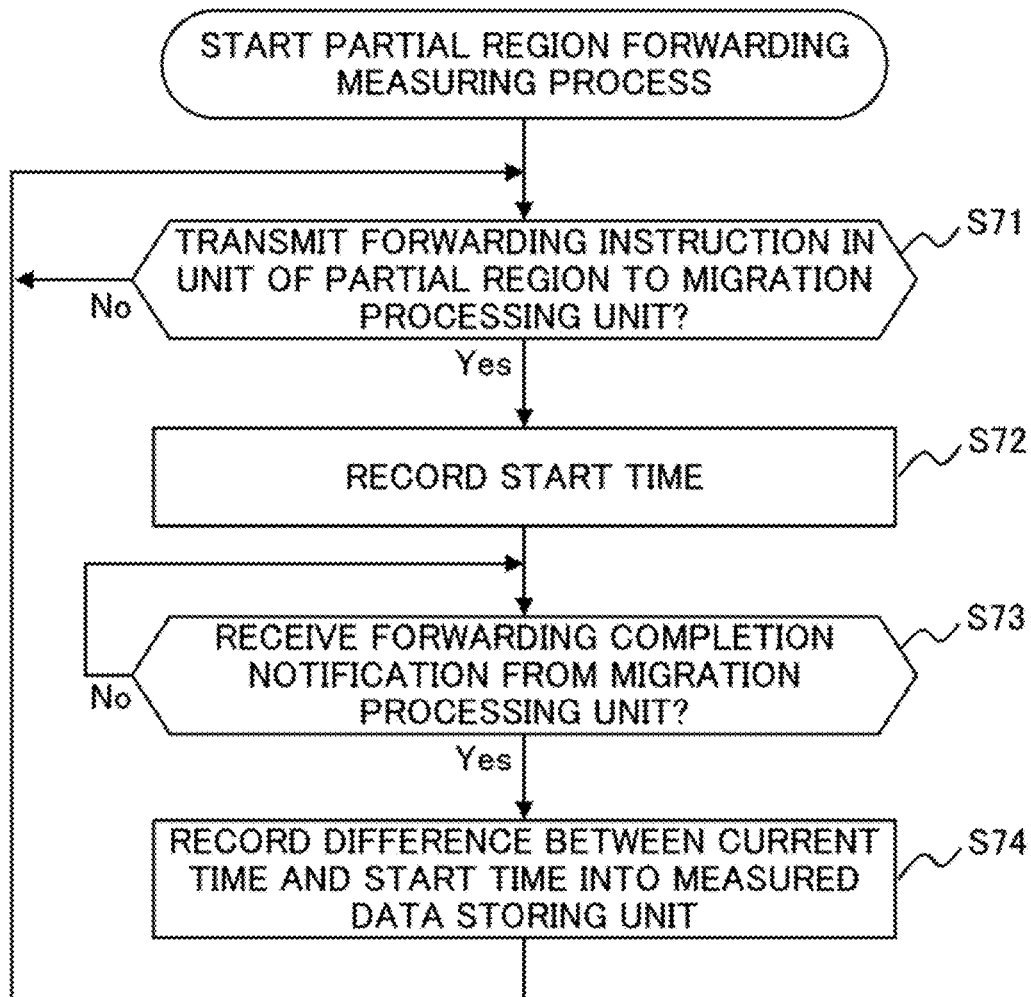 START PARTIAL REGION FORWARDING
MEASURING PROCESS
S71
TRANSMIT FORWARDING INSTRUCTION IN
UNIT OF PARTIAL REGION TO MIGRATION
PROCESSING UNIT?
No
Yes
S72
RECORD START TIME
S73
RECEIVE FORWARDING COMPLETION
NOTIFICATION FROM MIGRATION
PROCESSING UNIT?
No
Yes
S74
RECORD DIFFERENCE BETWEEN CURRENT
TIME AND START TIME INTO MEASURED
DATA STORING UNIT